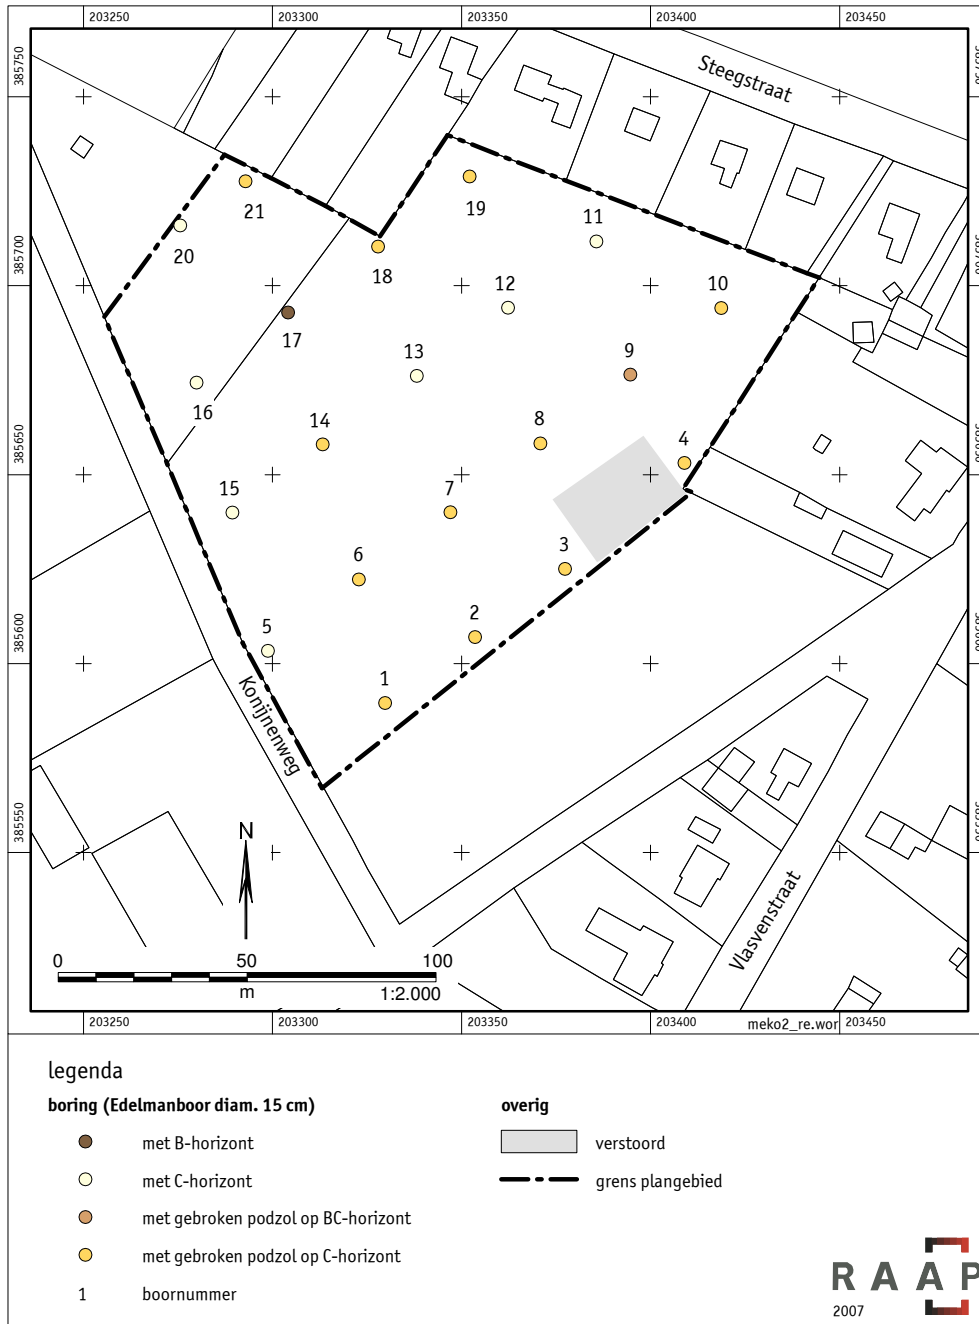 203250 203300 203350 203400 203450
385750
385700
385650
385600
385550
Steegstraat
21
20
19
18
11
12
10
17
13
9
16
14
8
4
15
7
6
3
5
2
1
Konijnenweg
Vlasvenstraat
N
0 50 100
m 1:2.000
meko2_re.wor
203250 203300 203350 203400 203450
legenda
boring (Edelmanboor diam. 15 cm)
met B-horizont
met C-horizont
met gebroken podzol op BC-horizont
met gebroken podzol op C-horizont
1 boornummer
overig
verstoord
grens plangebied
RAAP
2007